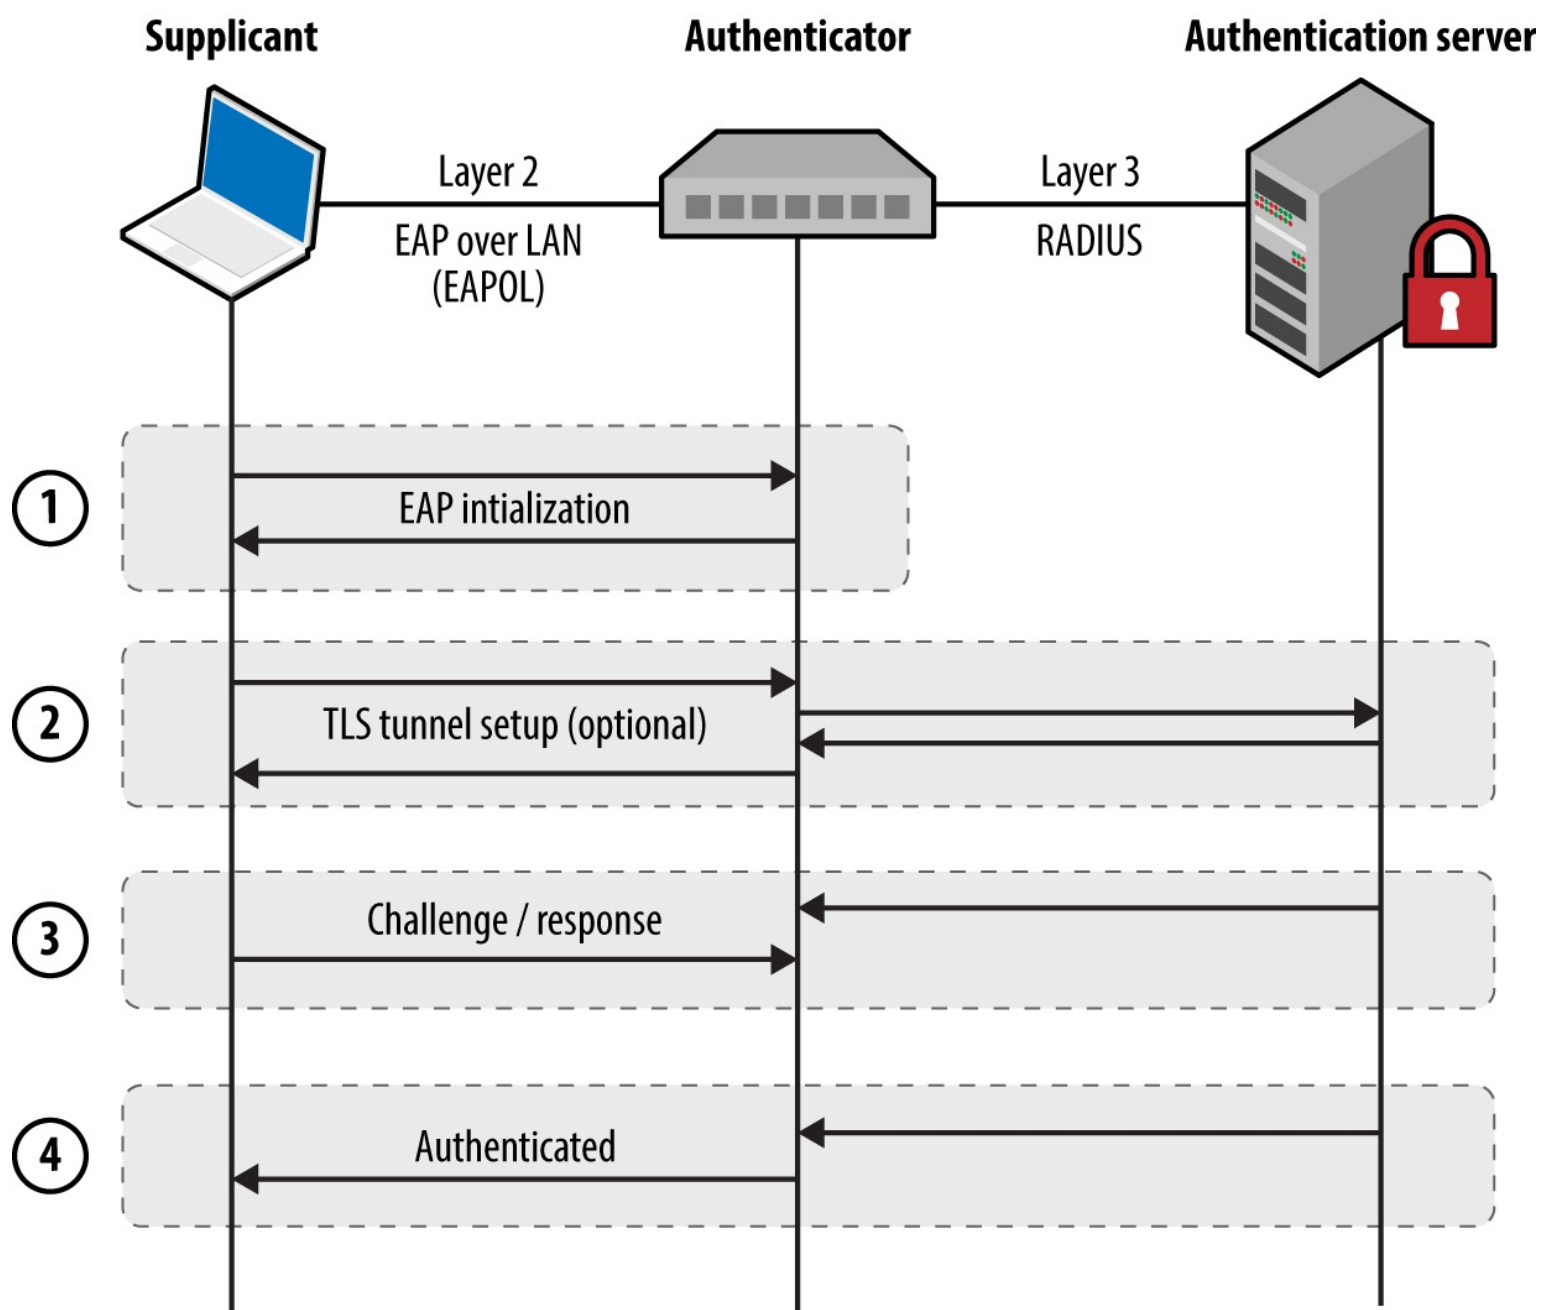 Supplicant
Authenticator
Authentication server
Layer 2
EAP over LAN
(EAPOL)
Layer 3
RADIUS
1
EAP intialization
2
TLS tunnel setup (optional)
3
Challenge / response
4
Authenticated